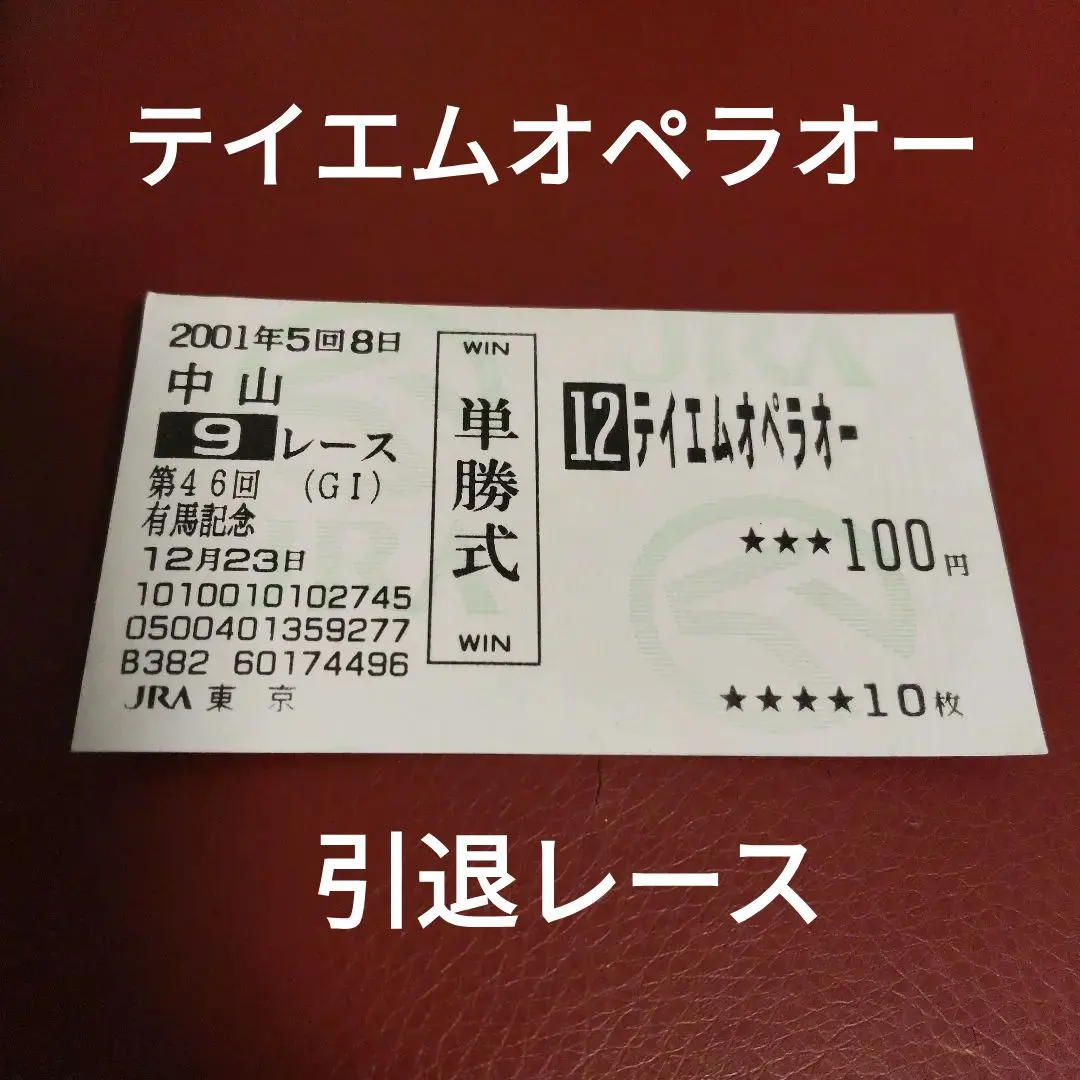 テイエムオペラオー
2001年5回8日
中山
9レース
第46回 (GI)
有馬記念
12月23日
1010010102745
0500401359277
B382 60174496
JRA 東京
WIN
単勝式
WIN
12テイエムオペラオー
★★★100円
★★★★10枚
引退レース